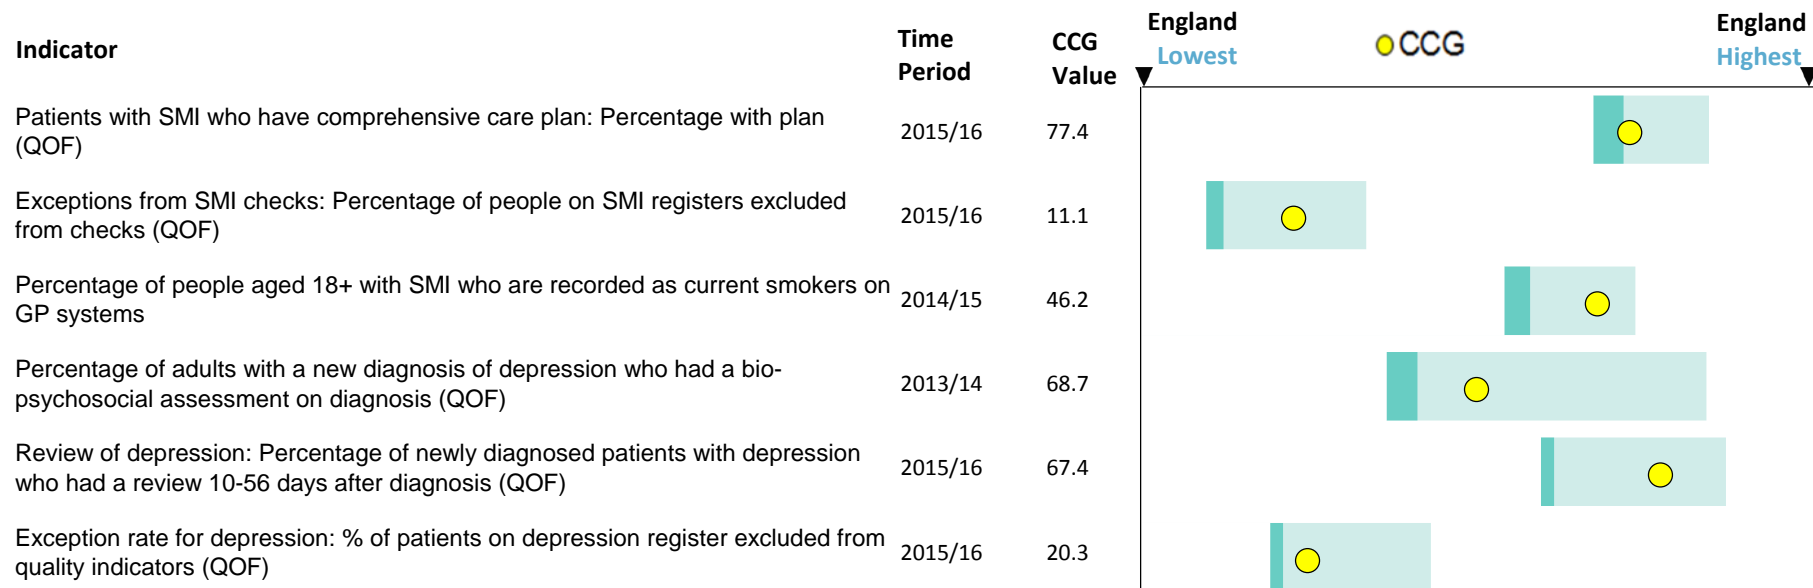 Indicator
Time Period
CCG Value
England Lowest
CCG
England Highest
Patients with SMI who have comprehensive care plan: Percentage with plan
(QOF)
2015/16
77.4
Exceptions from SMI checks: Percentage of people on SMI registers excluded
from checks (QOF)
2015/16
11.1
Percentage of people aged 18+ with SMI who are recorded as current smokers on
GP systems
2014/15
46.2
Percentage of adults with a new diagnosis of depression who had a bio-
psychosocial assessment on diagnosis (QOF)
2013/14
68.7
Review of depression: Percentage of newly diagnosed patients with depression
who had a review 10-56 days after diagnosis (QOF)
2015/16
67.4
Exception rate for depression: % of patients on depression register excluded from
quality indicators (QOF)
2015/16
20.3